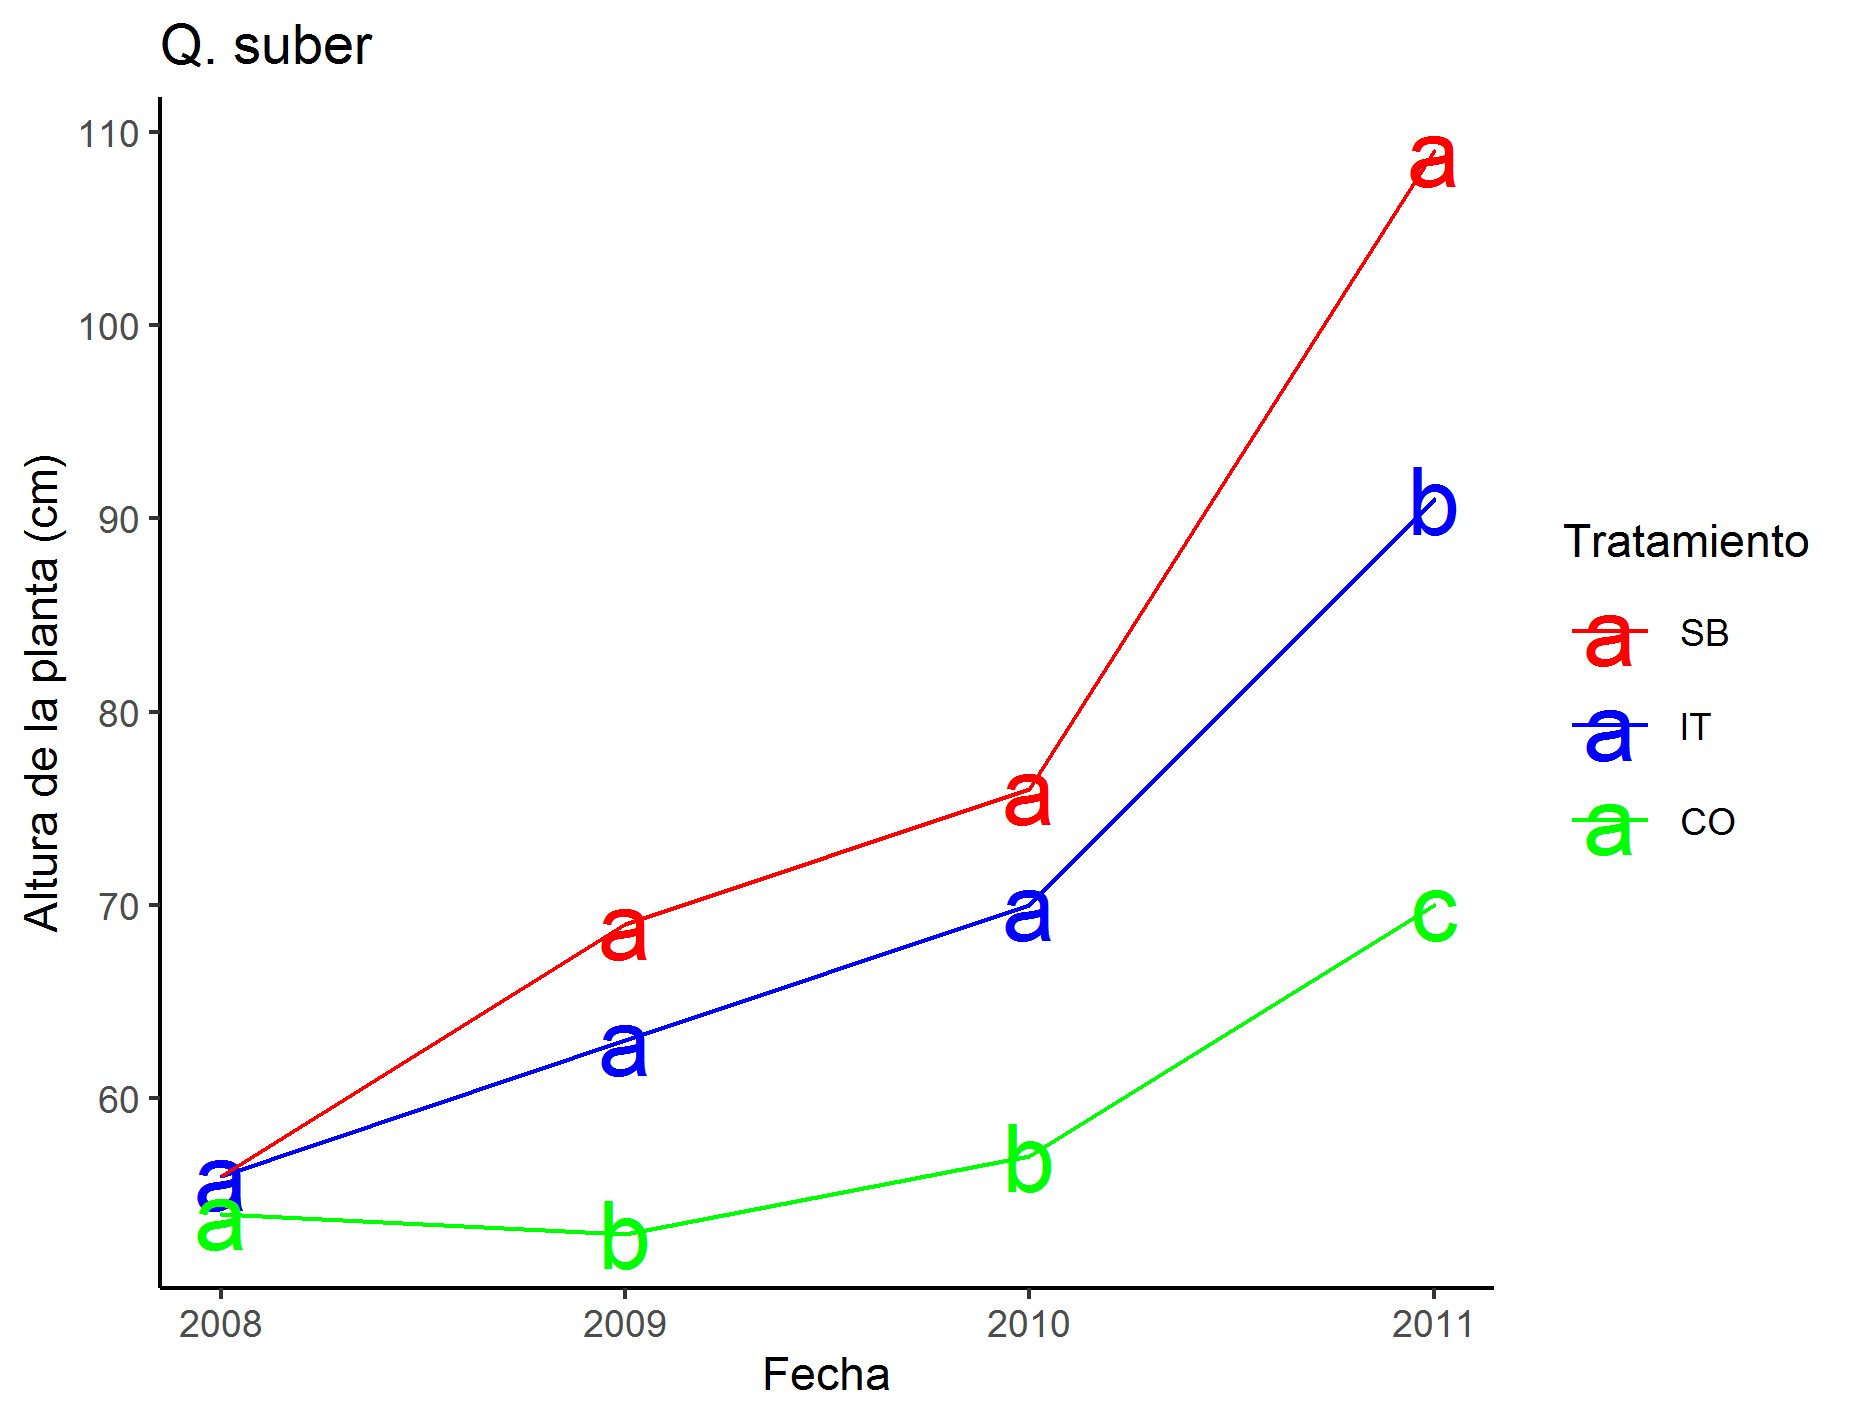 Q. suber
110
100
90
80
70
60
Altura de la planta (cm)
a
a
b
a
a
a
a
c
b
a
a
b
2008
2009
2010
2011
Fecha
Tratamiento
a SB
a IT
a CO